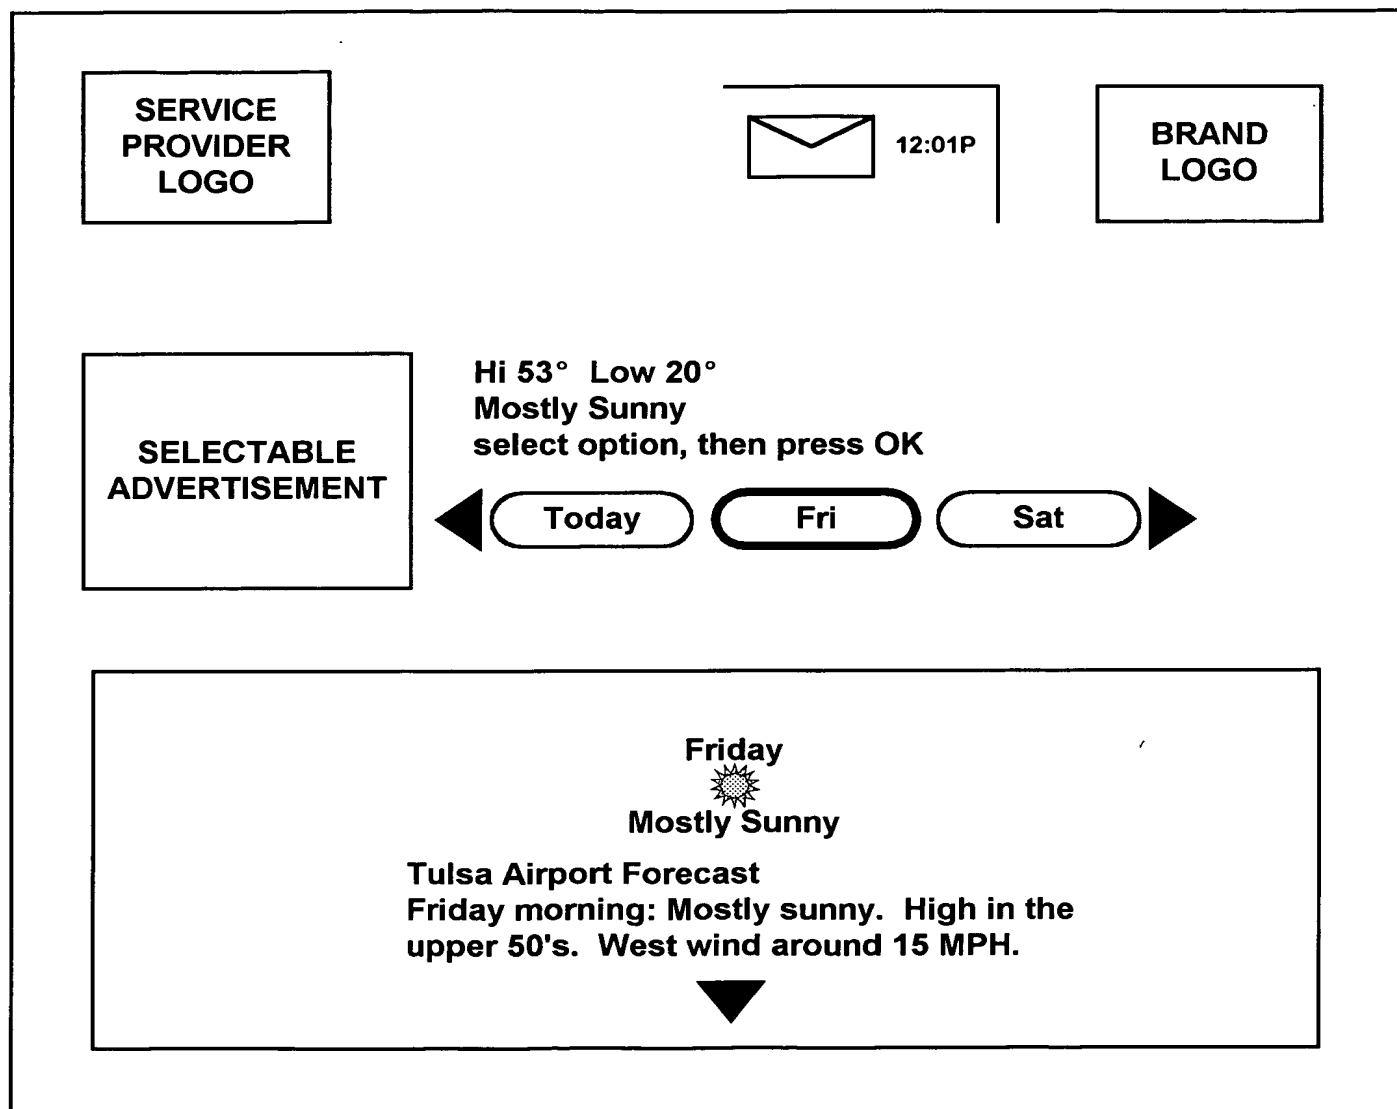 SERVICE
PROVIDER
LOGO
12:01P
BRAND
LOGO
SELECTABLE
ADVERTISEMENT
Hi 53° Low 20°
Mostly Sunny
select option, then press OK
Today
Fri
Sat
Friday
Mostly Sunny
Tulsa Airport Forecast
Friday morning: Mostly sunny. High in the
upper 50's. West wind around 15 MPH.